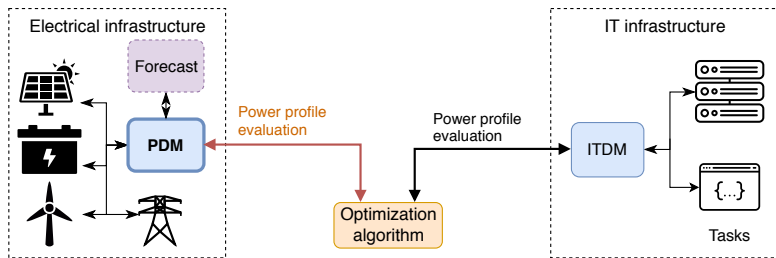 Electrical infrastructure
Forecast
PDM
Power profile
evaluation
Optimization
algorithm
Power profile
evaluation
IT infrastructure
ITDM
{...}
Tasks